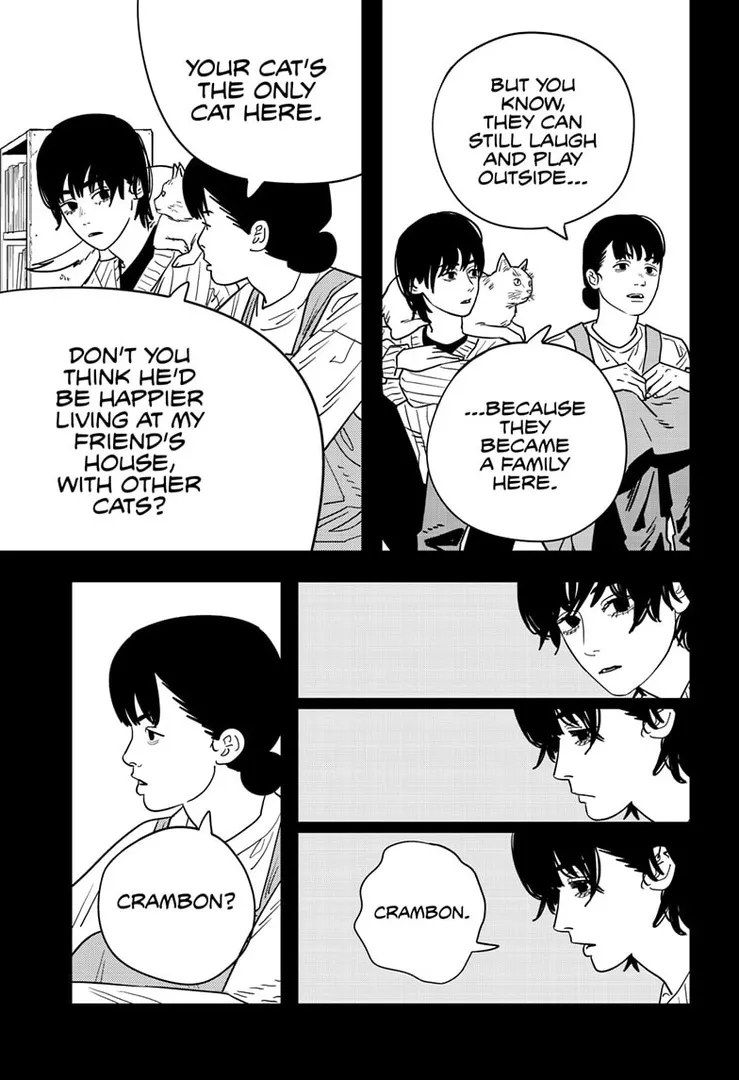 BUT YOU
KNOW,
THEY CAN
STILL LAUGH
AND PLAY
OUTSIDE...
...BECAUSE
THEY
BECAME
A FAMILY
HERE.
YOUR CAT'S
THE ONLY
CAT HERE.
DON'T YOU
THINK HE'D
BE HAPPIER
LIVING AT MY
FRIEND'S
HOUSE,
WITH OTHER
CATS?
CRAMBON.
CRAMBON?